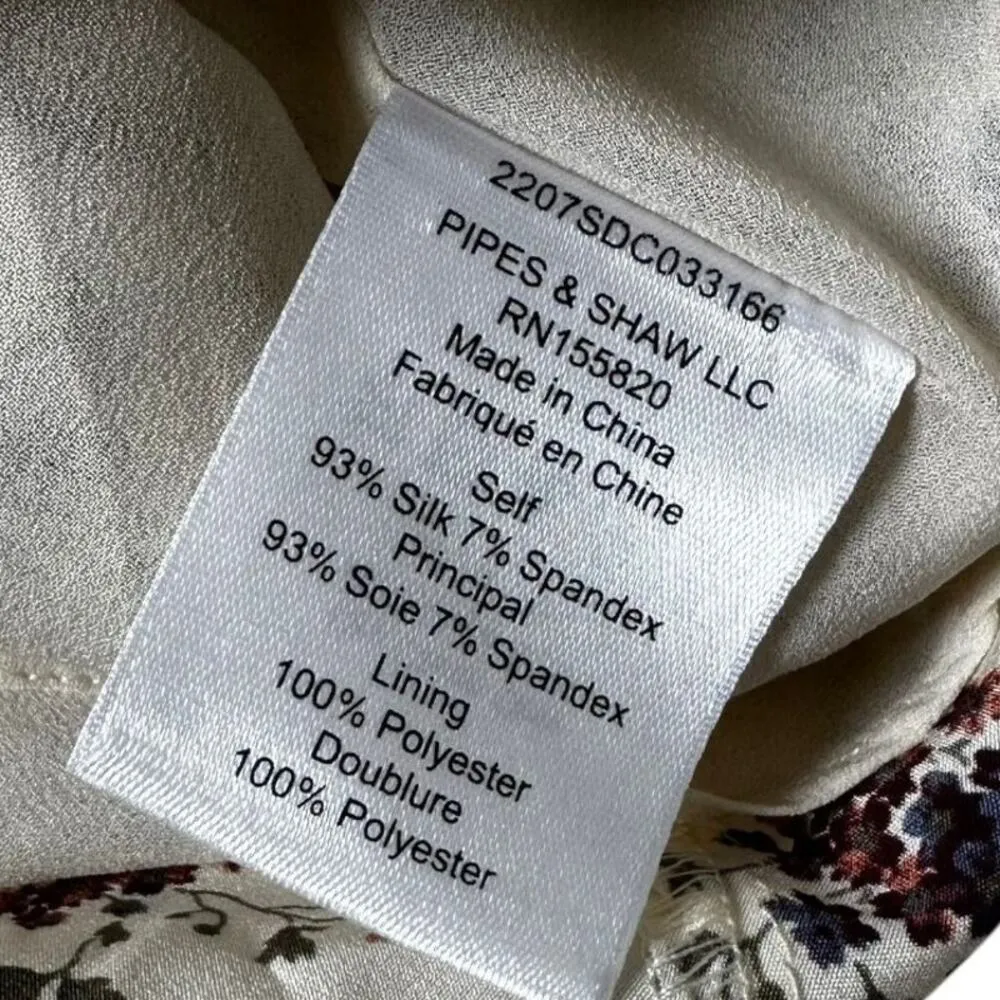 2207SDC033166
PIPES & SHAW LLC
RN155820
Made in China
Fabriqué en Chine
Self
93% Silk 7% Spandex
Principal
93% Soie 7% Spandex
Lining
100% Polyester
Doublure
100% Polyester